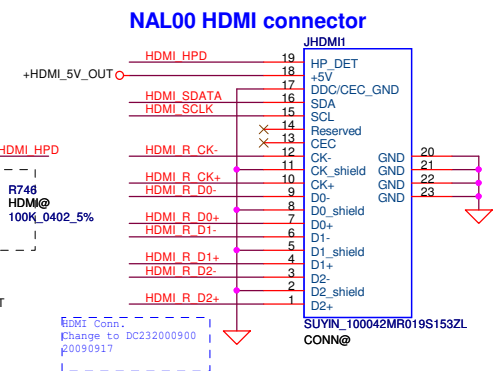 NAL00 HDMI connector
JHDMI1
HDMI_HPD 19 HP_DET
+HDMI_5V_OUT 18 +5V
17 DDC/CEC_GND
HDMI_SDATA 16 SDA
HDMI_SCLK 15 SCL
14 Reserved
13 CEC
HDMI_R_CK- 12 CK- GND 20
11 CK_shield GND 21
HDMI_R_CK+ 10 CK+ GND 22
HDMI_R_D0- 9 D0- GND 23
8 D0_shield
HDMI_R_D0+ 7 D0+
HDMI_R_D1- 6 D1-
5 D1_shield
HDMI_R_D1+ 4 D1+
HDMI_R_D2- 3 D2-
2 D2_shield
HDMI_R_D2+ 1 D2+
SUYIN_100042MR019S153ZL
CONN@
HDMI_HPD
R746
HDMI@
100K_0402_5%
T
HDMI Conn.
Change to DC232000900
20090917